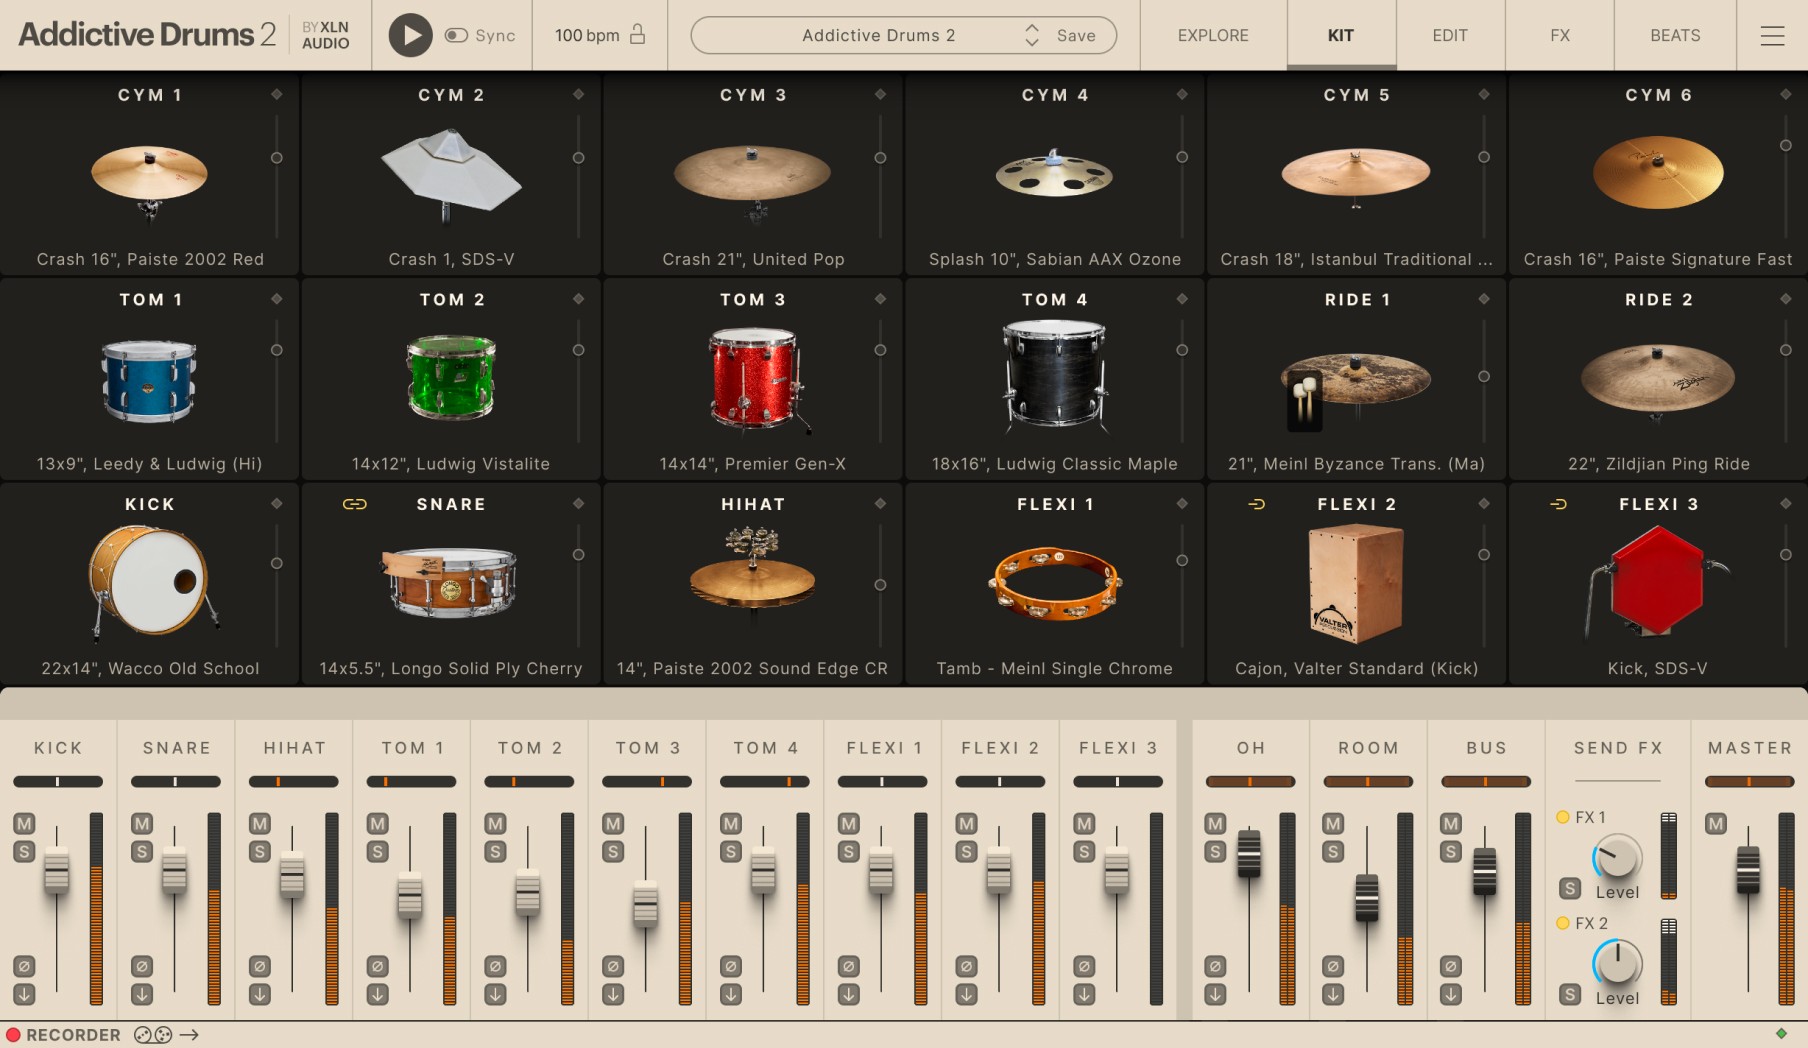 Addictive Drums 2
BY XLN
AUDIO
Sync
100 bpm
Addictive Drums 2
Save
EXPLORE
KIT
EDIT
FX
BEATS
CYM 1
CYM 2
CYM 3
CYM 4
CYM 5
CYM 6
Crash 16", Paiste 2002 Red
Crash 1, SDS-V
Crash 21", United Pop
Splash 10", Sabian AAX Ozone
Crash 18", Istanbul Traditional ...
Crash 16", Paiste Signature Fast
TOM 1
TOM 2
TOM 3
TOM 4
RIDE 1
RIDE 2
13x9", Leedy & Ludwig (Hi)
14x12", Ludwig Vistalite
14x14", Premier Gen-X
18x16", Ludwig Classic Maple
21", Meinl Byzance Trans. (Ma)
22", Zildjian Ping Ride
KICK
SNARE
HIHAT
FLEXI 1
FLEXI 2
FLEXI 3
VALTER
22x14", Wacco Old School
14x5.5", Longo Solid Ply Cherry
14", Paiste 2002 Sound Edge CR
Tamb - Meinl Single Chrome
Cajon, Valter Standard (Kick)
Kick, SDS-V
KICK
SNARE
HIHAT
TOM 1
TOM 2
TOM 3
TOM 4
FLEXI 1
FLEXI 2
FLEXI 3
OH
ROOM
BUS
SEND FX
MASTER
M M M M M M M M M M M M M M
S S S S S S S S S S S S S
FX 1
S
Level
FX 2
S
Level
Ø Ø Ø Ø Ø Ø Ø Ø Ø Ø Ø Ø Ø
RECORDER